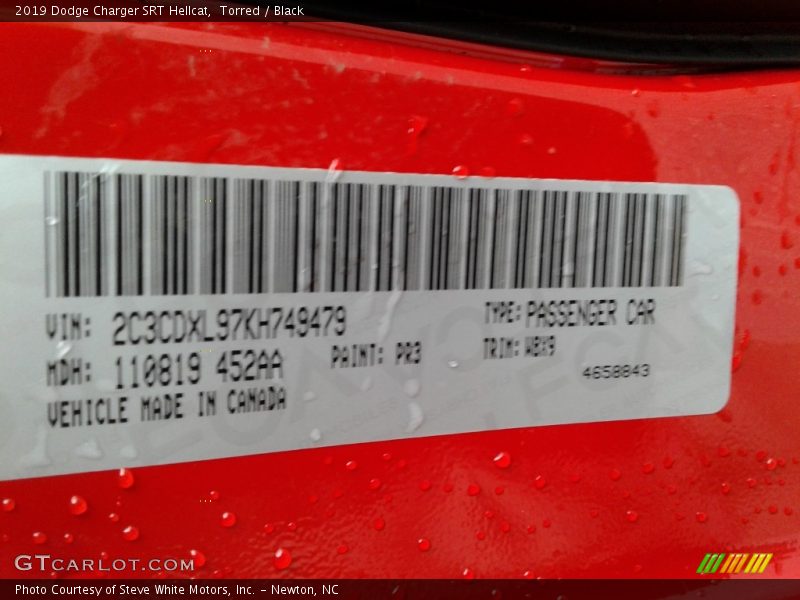 2019 Dodge Charger SRT Hellcat, Torred / Black
VIN: 2C3CDXL97KH749479
TYPE: PASSENGER CAR
MDH: 110819 452AA
PAINT: PR3
TRIM: W8X9
4658843
VEHICLE MADE IN CANADA
GTCARLOT.COM
Photo Courtesy of Steve White Motors, Inc. – Newton, NC